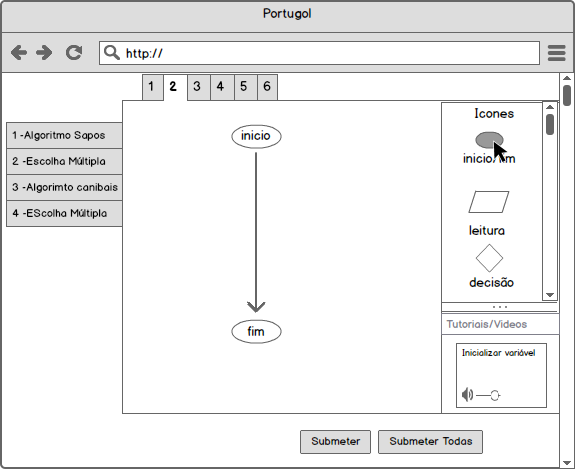 Portugol
http://
1 2 3 4 5 6
1 -Algoritmo Sapos
2 -Escolha Múltipla
3 -Algorimto canibais
4 -EScolha Múltipla
inicio
fim
Icones
inicio/fim
leitura
decisão
Tutoriais/Videos
Inicializar variável
Submeter
Submeter Todas